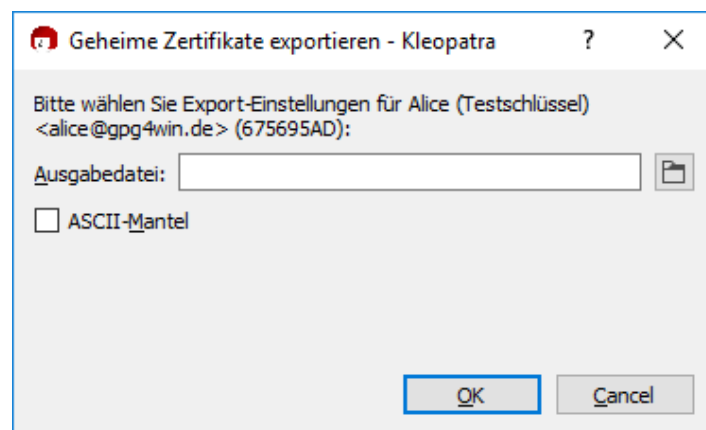 Geheime Zertifikate exportieren - Kleopatra
Bitte wählen Sie Export-Einstellungen für Alice (Testschlüssel)
<alice@gpg4win.de> (675695AD):
Ausgabedatei:
ASCII-Mantel
OK Cancel